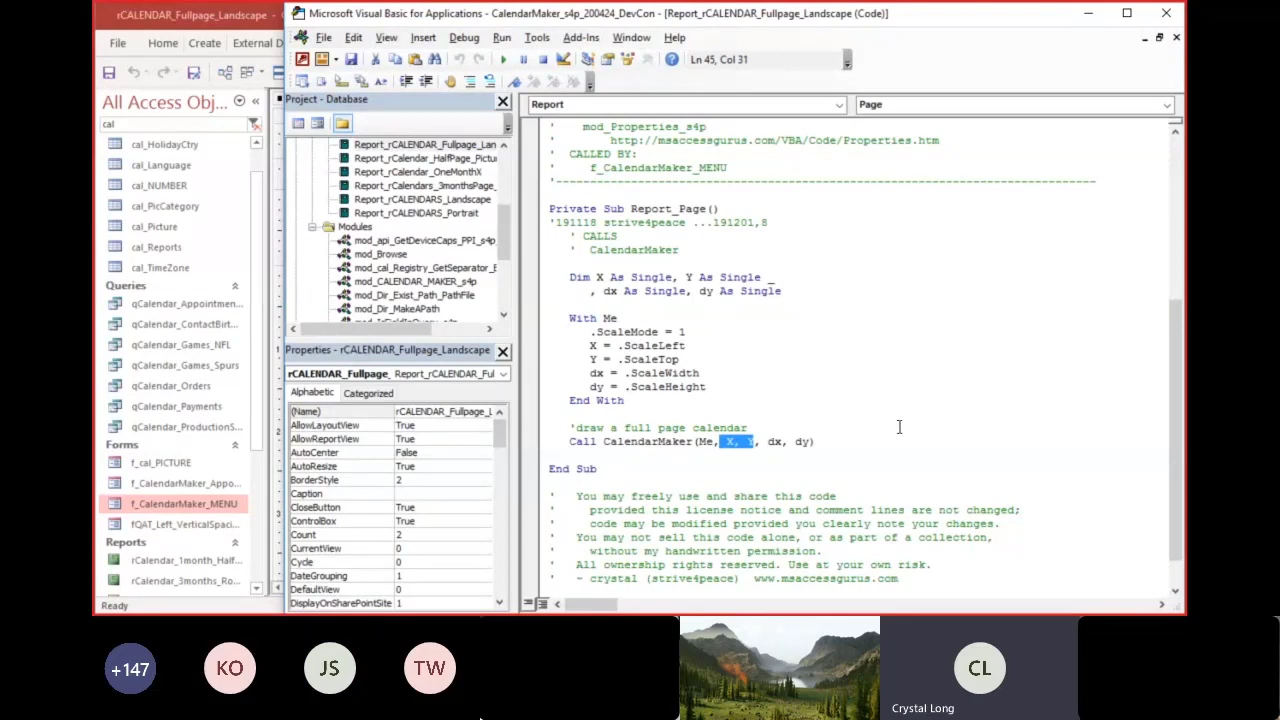 rCALENDAR_Fullpage_Landscape -
File Home Create External D
All Access Obj...
cal
cal_HolidayCtry
cal_Language
cal_NUMBER
cal_PicCategory
cal_Picture
cal_Reports
cal_TimeZone
Queries
qCalendar_Appointmen...
qCalendar_ContactBirt...
qCalendar_Games_NFL
qCalendar_Games_Spurs
qCalendar_Orders
qCalendar_Payments
qCalendar_ProductionS...
Forms
f_cal_PICTURE
f_CalendarMaker_Appo...
f_CalendarMaker_MENU
fQAT_Left_VerticalSpaci...
Reports
rCalendar_1month_Half...
rCalendar_3months_Ro...
Ready
Microsoft Visual Basic for Applications - CalendarMaker_s4p_200424_DevCon - [Report_rCALENDAR_Fullpage_Landscape (Code)]
File Edit View Insert Debug Run Tools Add-Ins Window Help
Ln 45, Col 31
Project - Database
Report_rCALENDAR_Fullpage_Lan
Report_rCalendar_HalfPage_Pictu
Report_rCalendar_OneMonthX
Report_rCalendars_3monthsPage_
Report_rCALENDARS_Landscape
Report_rCALENDARS_Portrait
Modules
mod_api_GetDeviceCaps_PPI_s4p
mod_Browse
mod_cal_Registry_GetSeparator_E
mod_CALENDAR_MAKER_s4p
mod_Dir_Exist_Path_PathFile
mod_Dir_MakeAPath
Properties - rCALENDAR_Fullpage_Landscape
rCALENDAR_Fullpage_ Report_rCALENDAR_Ful
Alphabetic Categorized
(Name) rCALENDAR_Fullpage_L
AllowLayoutView True
AllowReportView True
AutoCenter False
AutoResize True
BorderStyle 2
Caption
CloseButton True
ControlBox True
Count 2
CurrentView 0
Cycle 0
DateGrouping 1
DefaultView 0
DisplayOnSharePointSite 1
Report Page
' mod_Properties_s4p
' http://msaccessgurus.com/VBA/Code/Properties.htm
' CALLED BY:
' f_CalendarMaker_MENU
'--------------------------------------------------------------------------------
Private Sub Report_Page()
'191118 strive4peace ...191201,8
' CALLS
' CalendarMaker
Dim X As Single, Y As Single _
, dx As Single, dy As Single
With Me
.ScaleMode = 1
X = .ScaleLeft
Y = .ScaleTop
dx = .ScaleWidth
dy = .ScaleHeight
End With
'draw a full page calendar
Call CalendarMaker(Me, X, Y, dx, dy)
End Sub
' You may freely use and share this code
' provided this license notice and comment lines are not changed;
' code may be modified provided you clearly note your changes.
' You may not sell this code alone, or as part of a collection,
' without my handwritten permission.
' All ownership rights reserved. Use at your own risk.
' - crystal (strive4peace) www.msaccessgurus.com
+147
KO
JS
TW
CL
Crystal Long